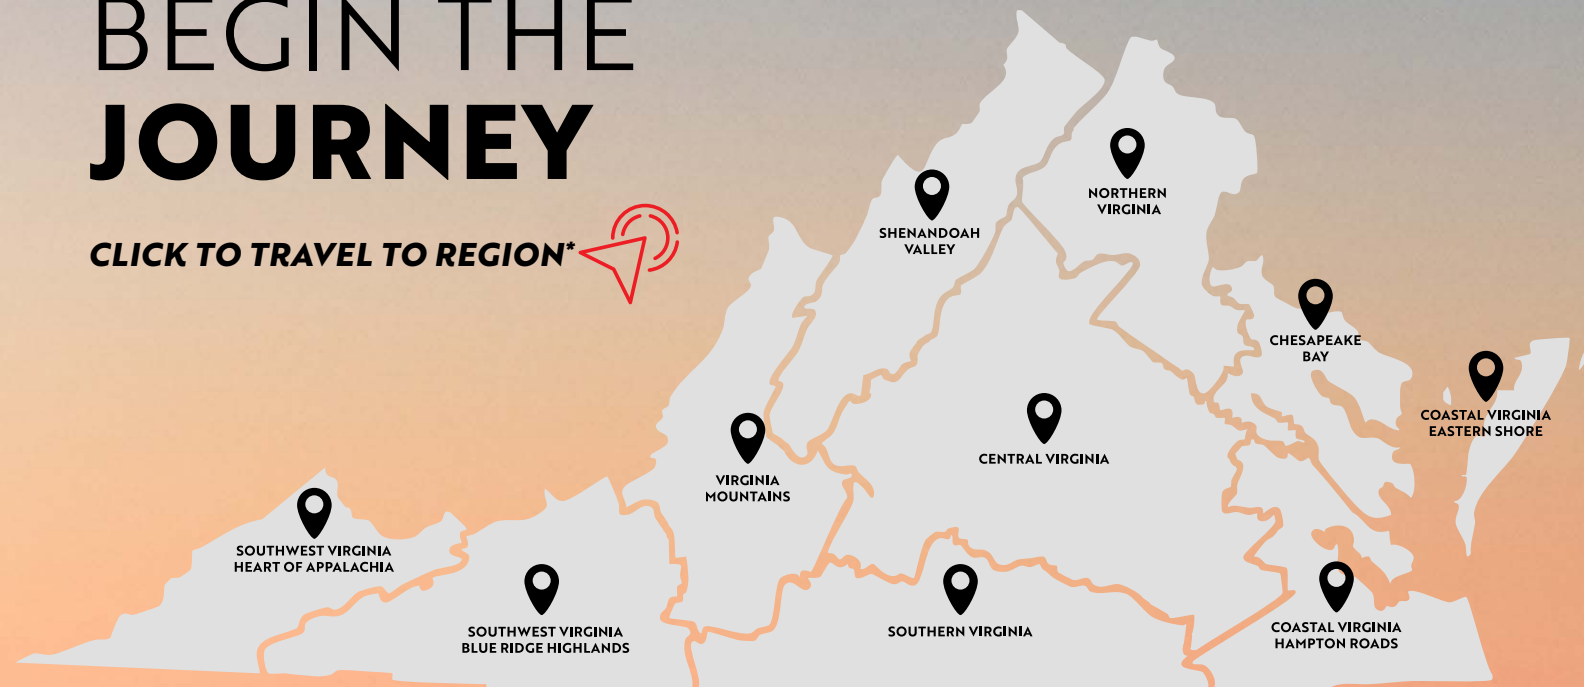 BEGIN THE
JOURNEY
CLICK TO TRAVEL TO REGION*
NORTHERN
VIRGINIA
SHENANDOAH
VALLEY
CHESAPEAKE
BAY
COASTAL VIRGINIA
EASTERN SHORE
CENTRAL VIRGINIA
VIRGINIA
MOUNTAINS
SOUTHWEST VIRGINIA
HEART OF APPALACHIA
SOUTHWEST VIRGINIA
BLUE RIDGE HIGHLANDS
SOUTHERN VIRGINIA
COASTAL VIRGINIA
HAMPTON ROADS